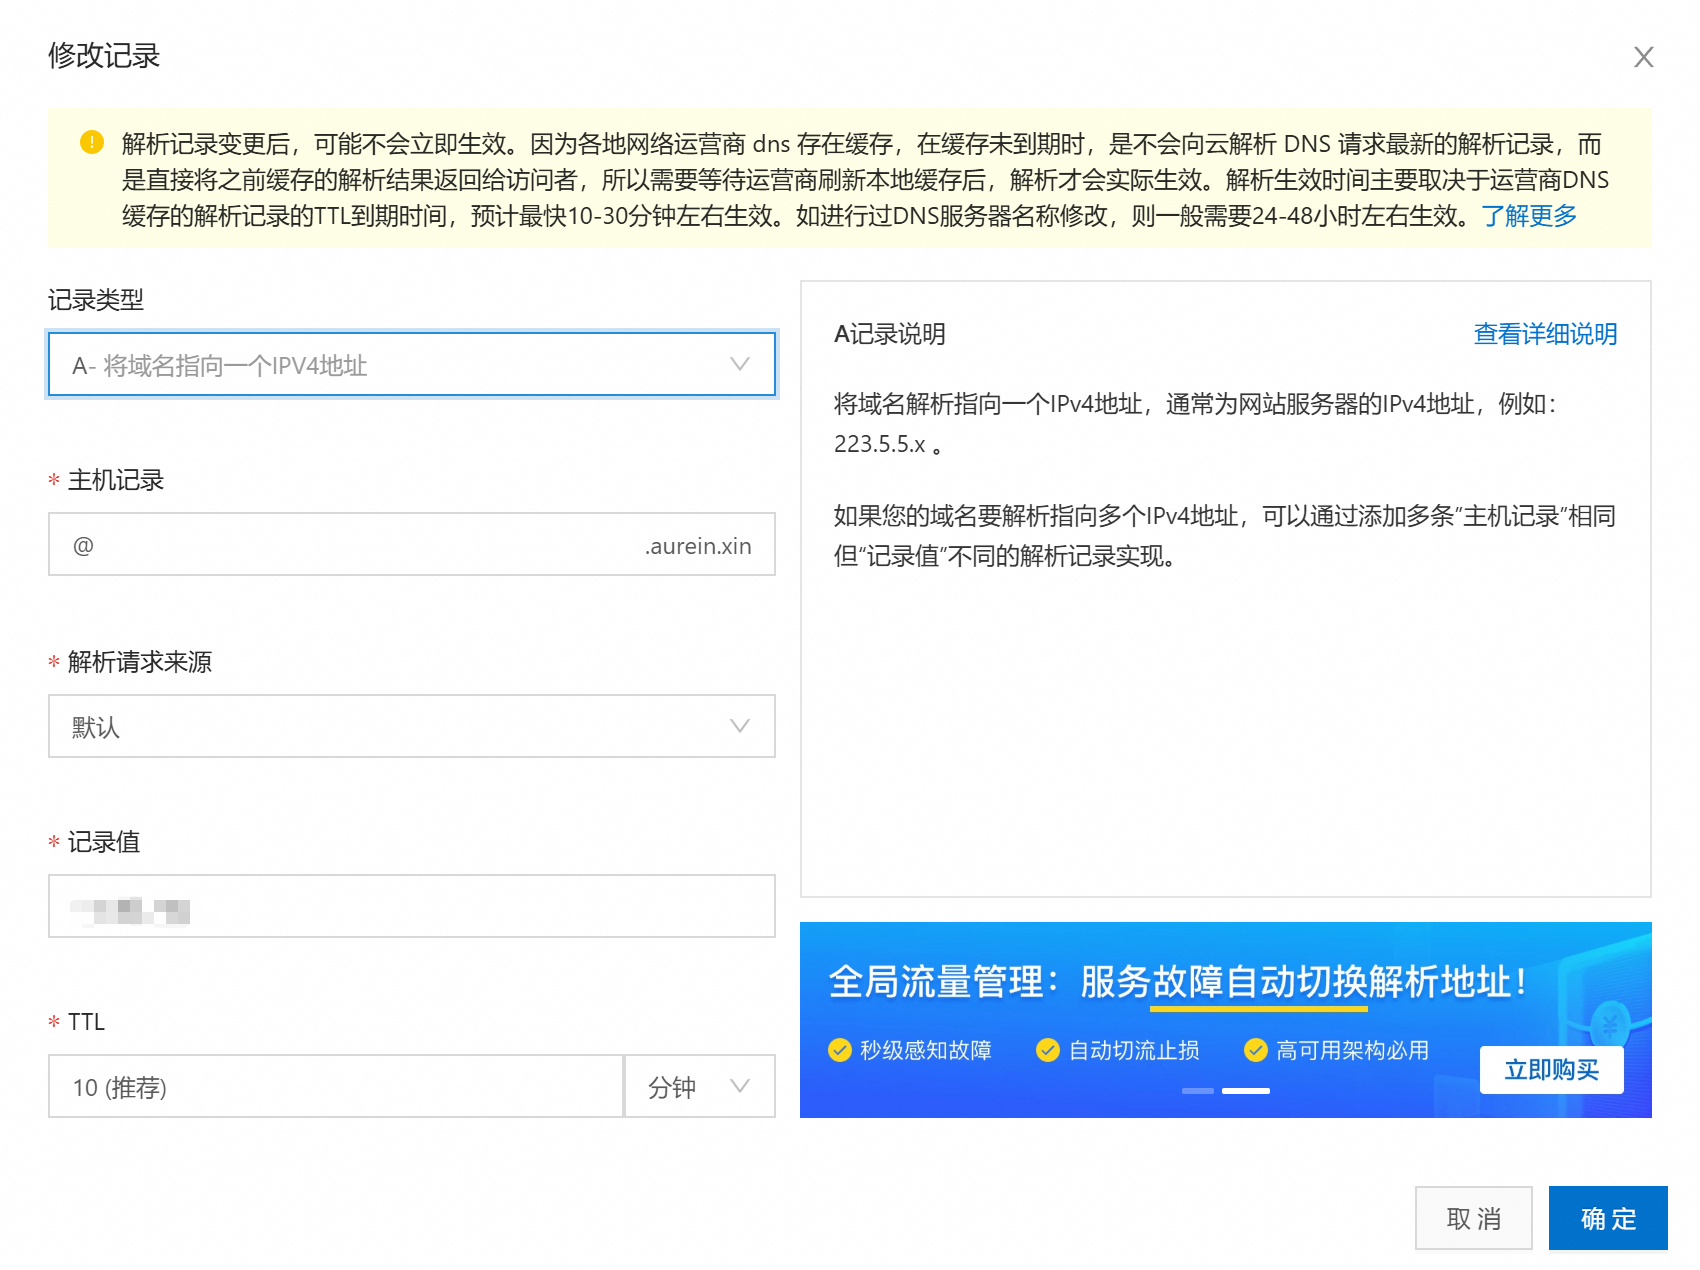 修改记录
解析记录变更后，可能不会立即生效。因为各地网络运营商 dns 存在缓存，在缓存未到期时，是不会向云解析 DNS 请求最新的解析记录，而
是直接将之前缓存的解析结果返回给访问者，所以需要等待运营商刷新本地缓存后，解析才会实际生效。解析生效时间主要取决于运营商DNS
缓存的解析记录的TTL到期时间，预计最快10-30分钟左右生效。如进行过DNS服务器名称修改，则一般需要24-48小时左右生效。了解更多
记录类型
A- 将域名指向一个IPV4地址
* 主机记录
@ .aurein.xin
* 解析请求来源
默认
* 记录值
* TTL
10 (推荐) 分钟
A记录说明 查看详细说明
将域名解析指向一个IPv4地址，通常为网站服务器的IPv4地址，例如：
223.5.5.x 。
如果您的域名要解析指向多个IPv4地址，可以通过添加多条”主机记录”相同
但“记录值”不同的解析记录实现。
全局流量管理：服务故障自动切换解析地址！
秒级感知故障 自动切流止损 高可用架构必用
立即购买
取 消 确 定